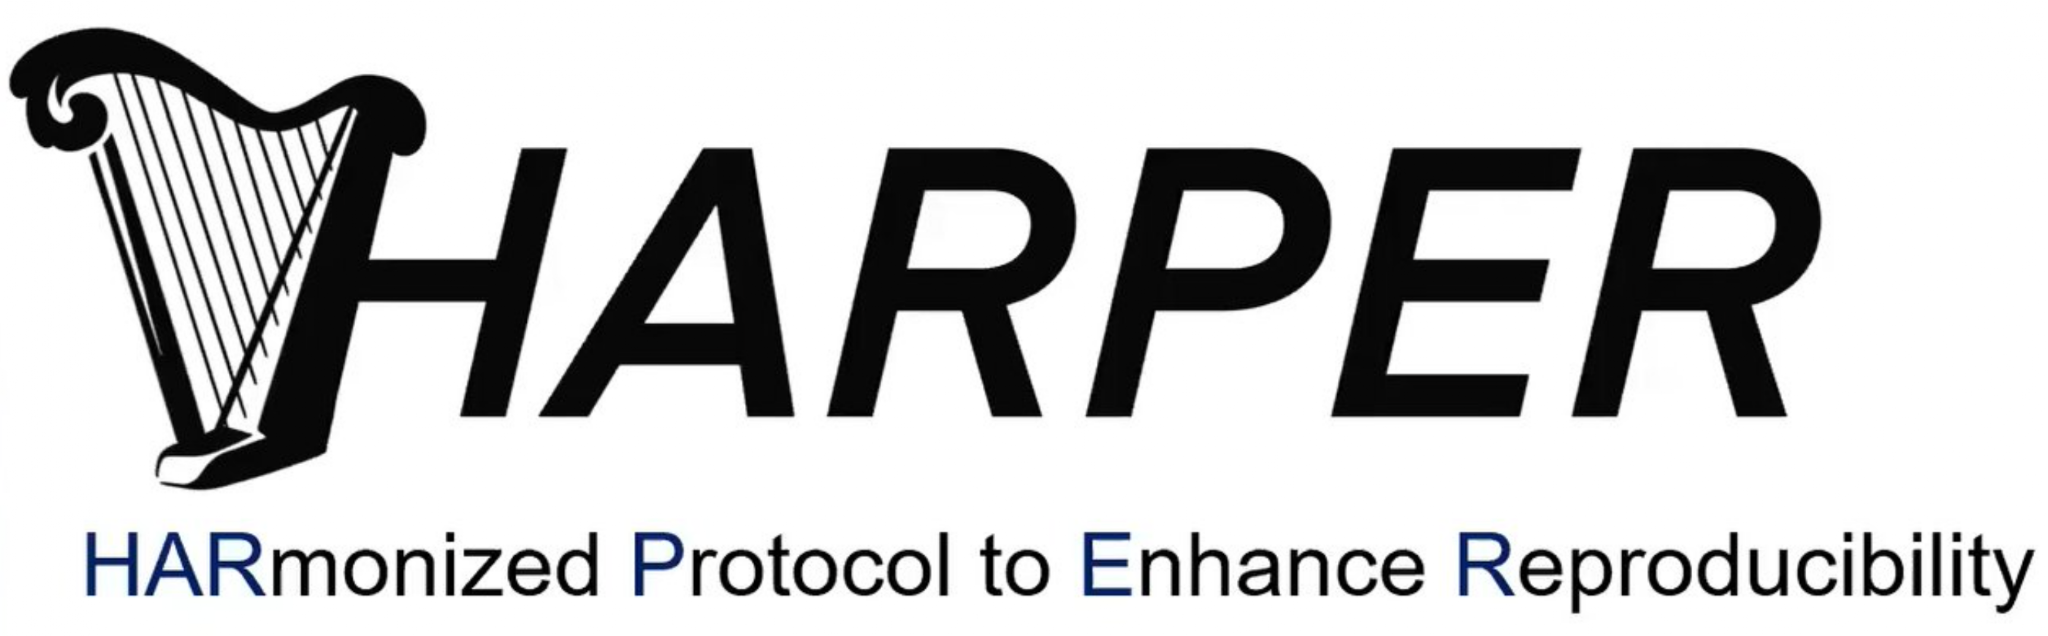 HARPER
HARmonized Protocol to Enhance Reproducibility